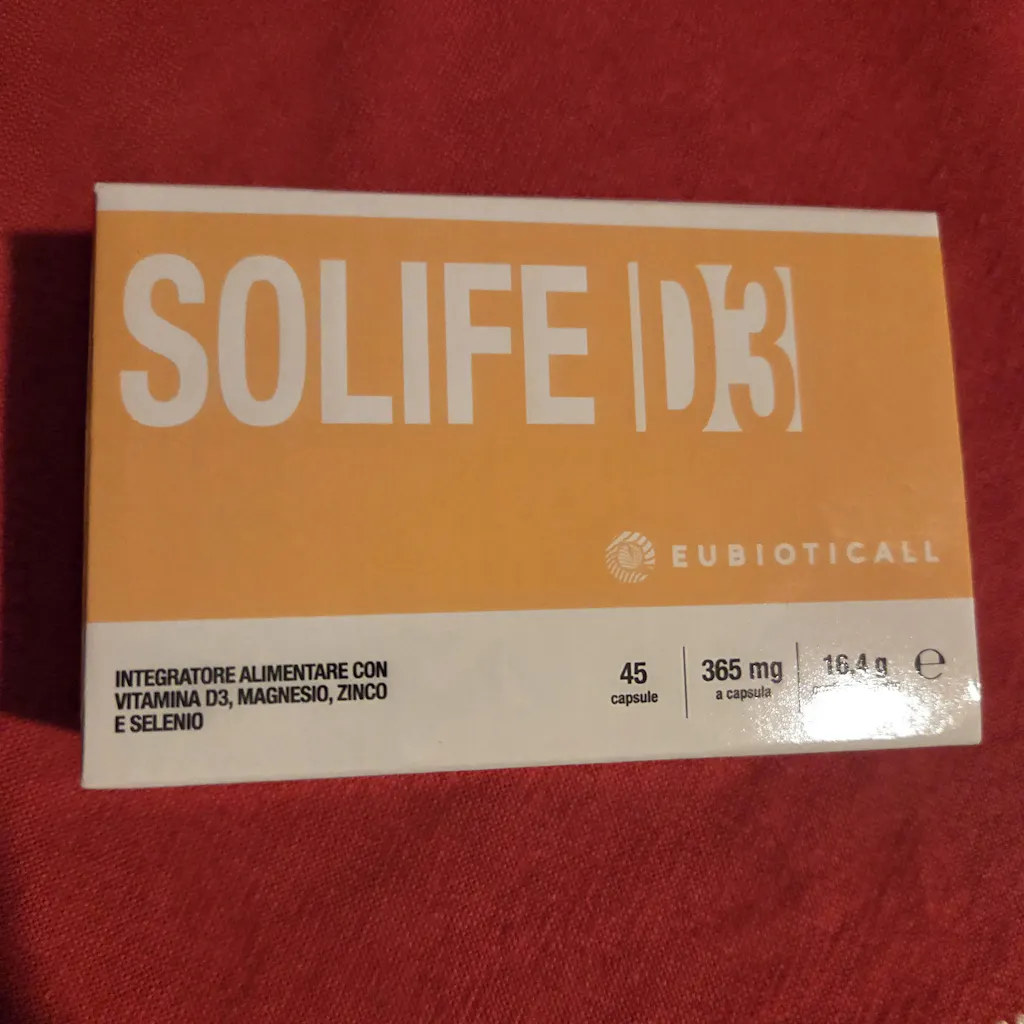 SOLIFE D3
EUBIOTICALL
INTEGRATORE ALIMENTARE CON
VITAMINA D3, MAGNESIO, ZINCO
E SELENIO
45
capsule
365 mg
a capsula
16,4 g ℮